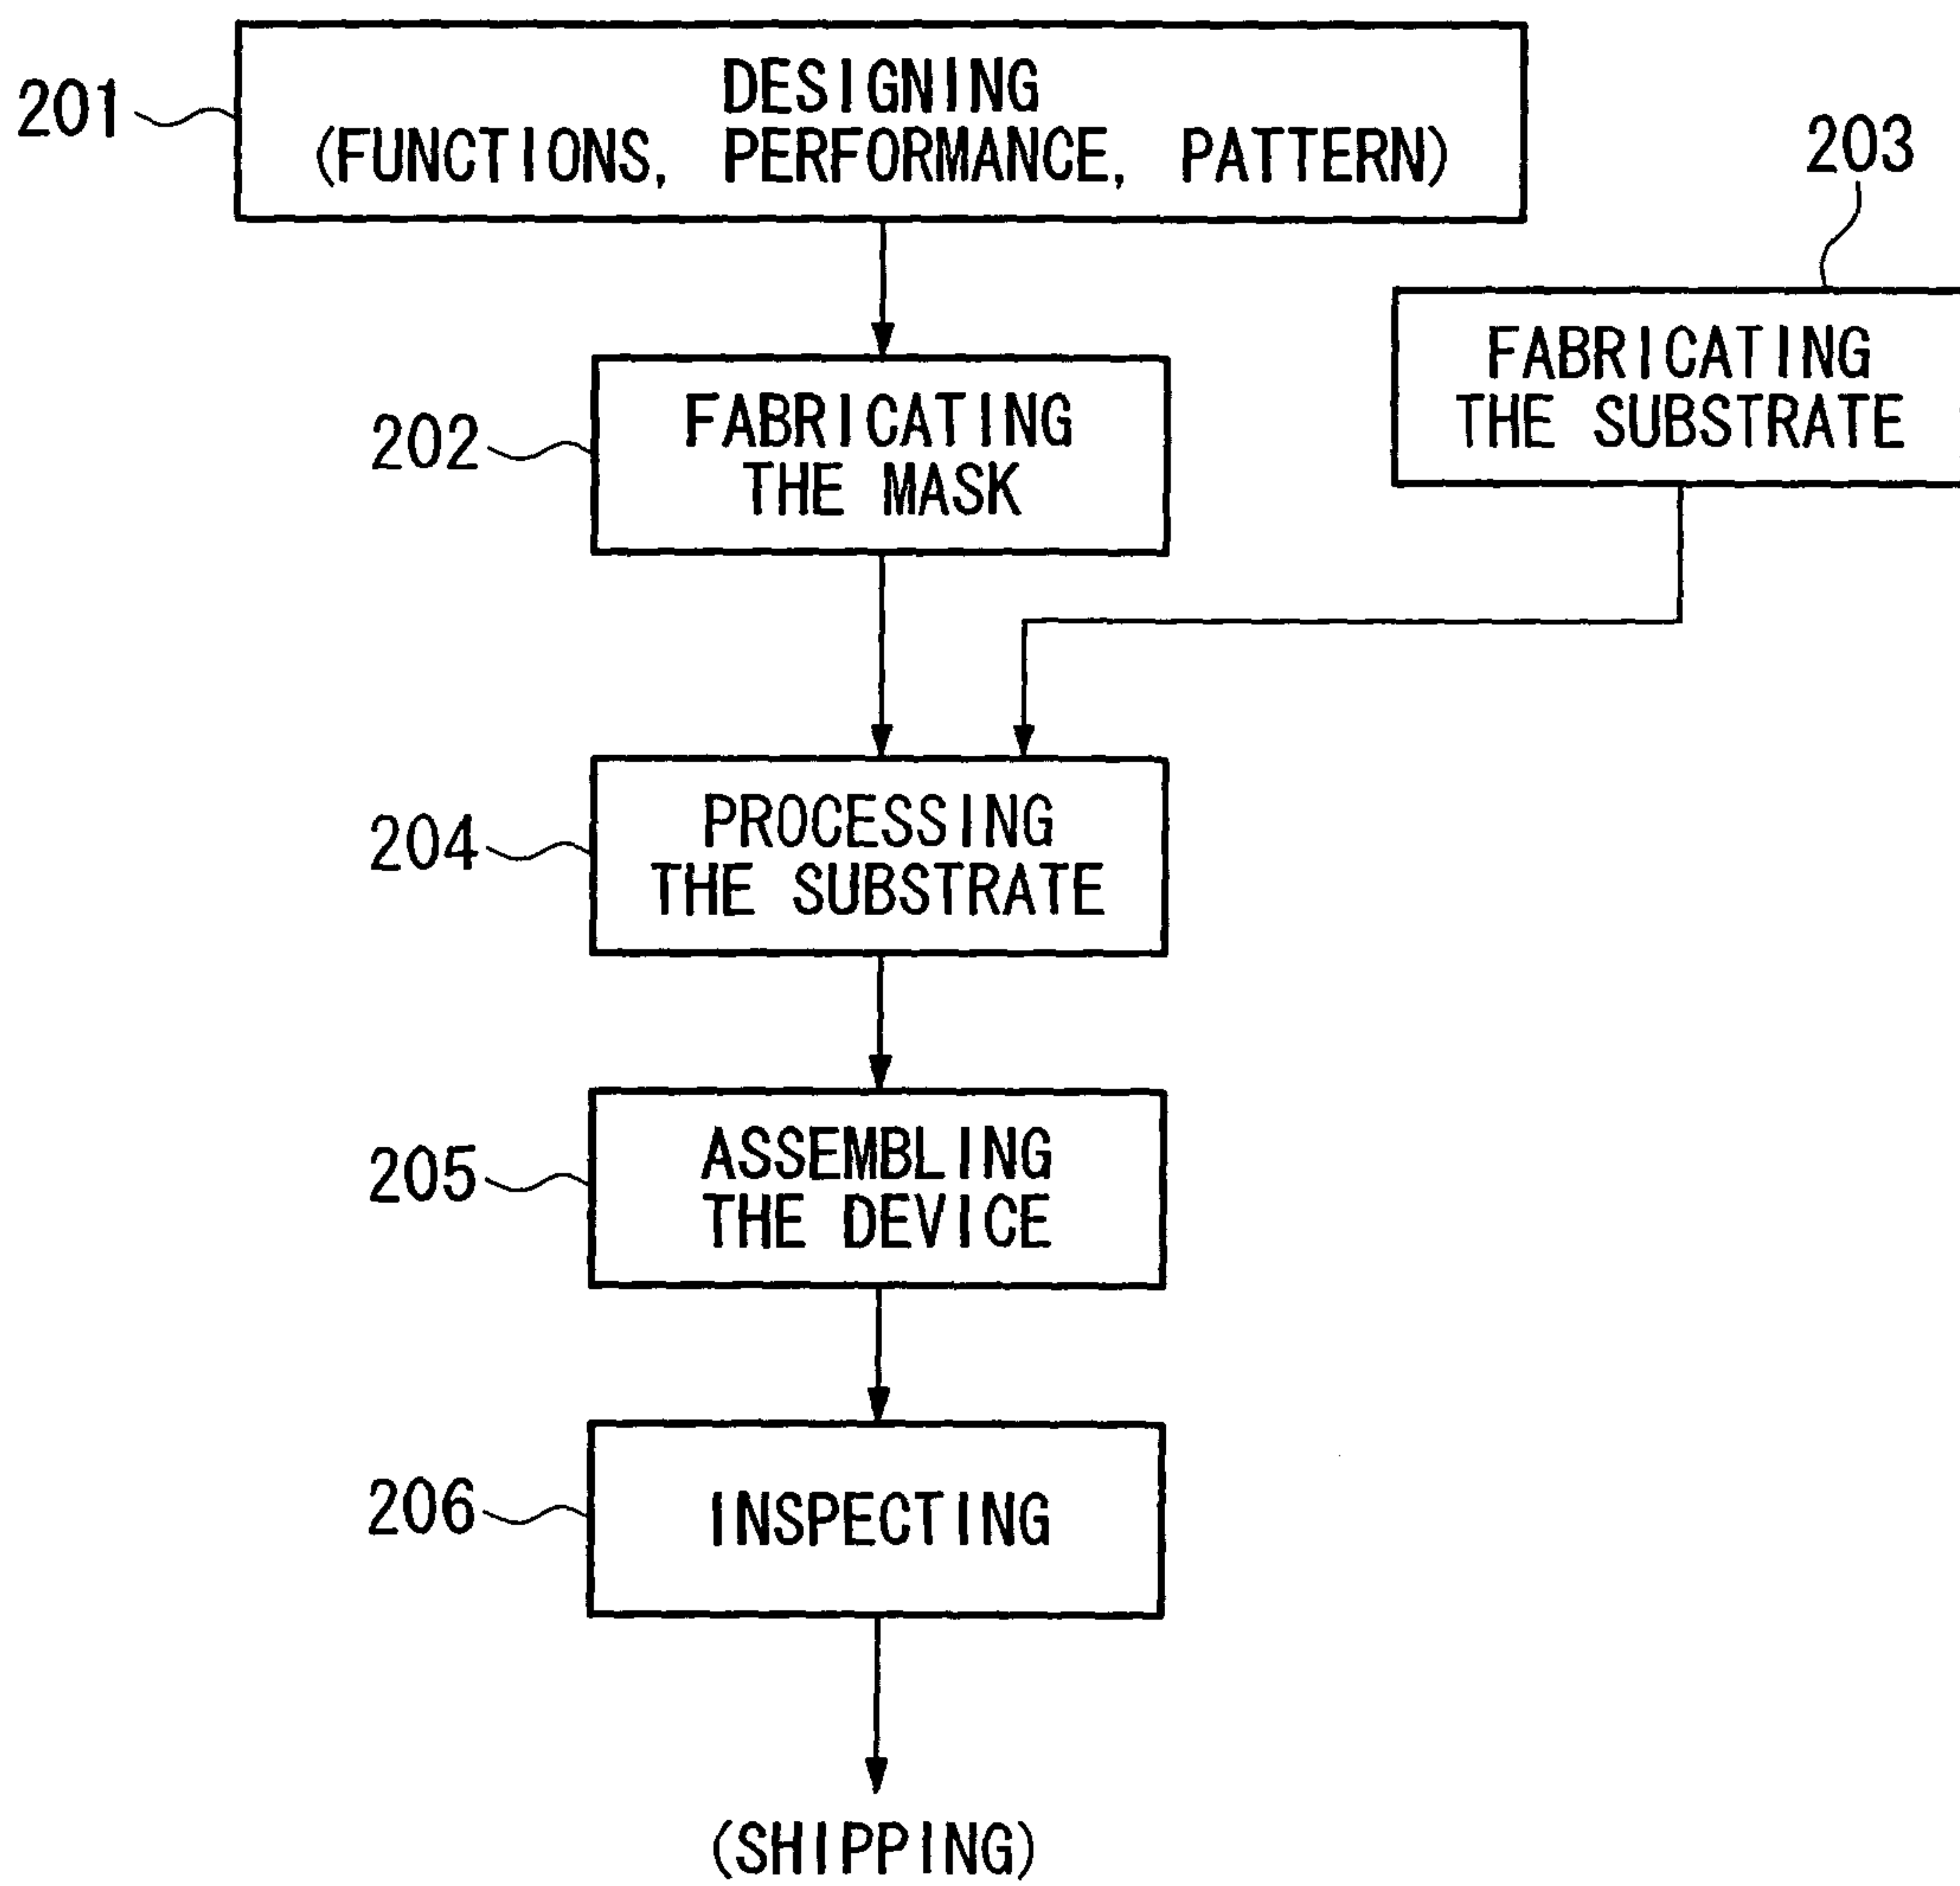 201
DESIGNING
(FUNCTIONS, PERFORMANCE, PATTERN)
203
FABRICATING
THE SUBSTRATE
202
FABRICATING
THE MASK
204
PROCESSING
THE SUBSTRATE
205
ASSEMBLING
THE DEVICE
206
INSPECTING
(SHIPPING)